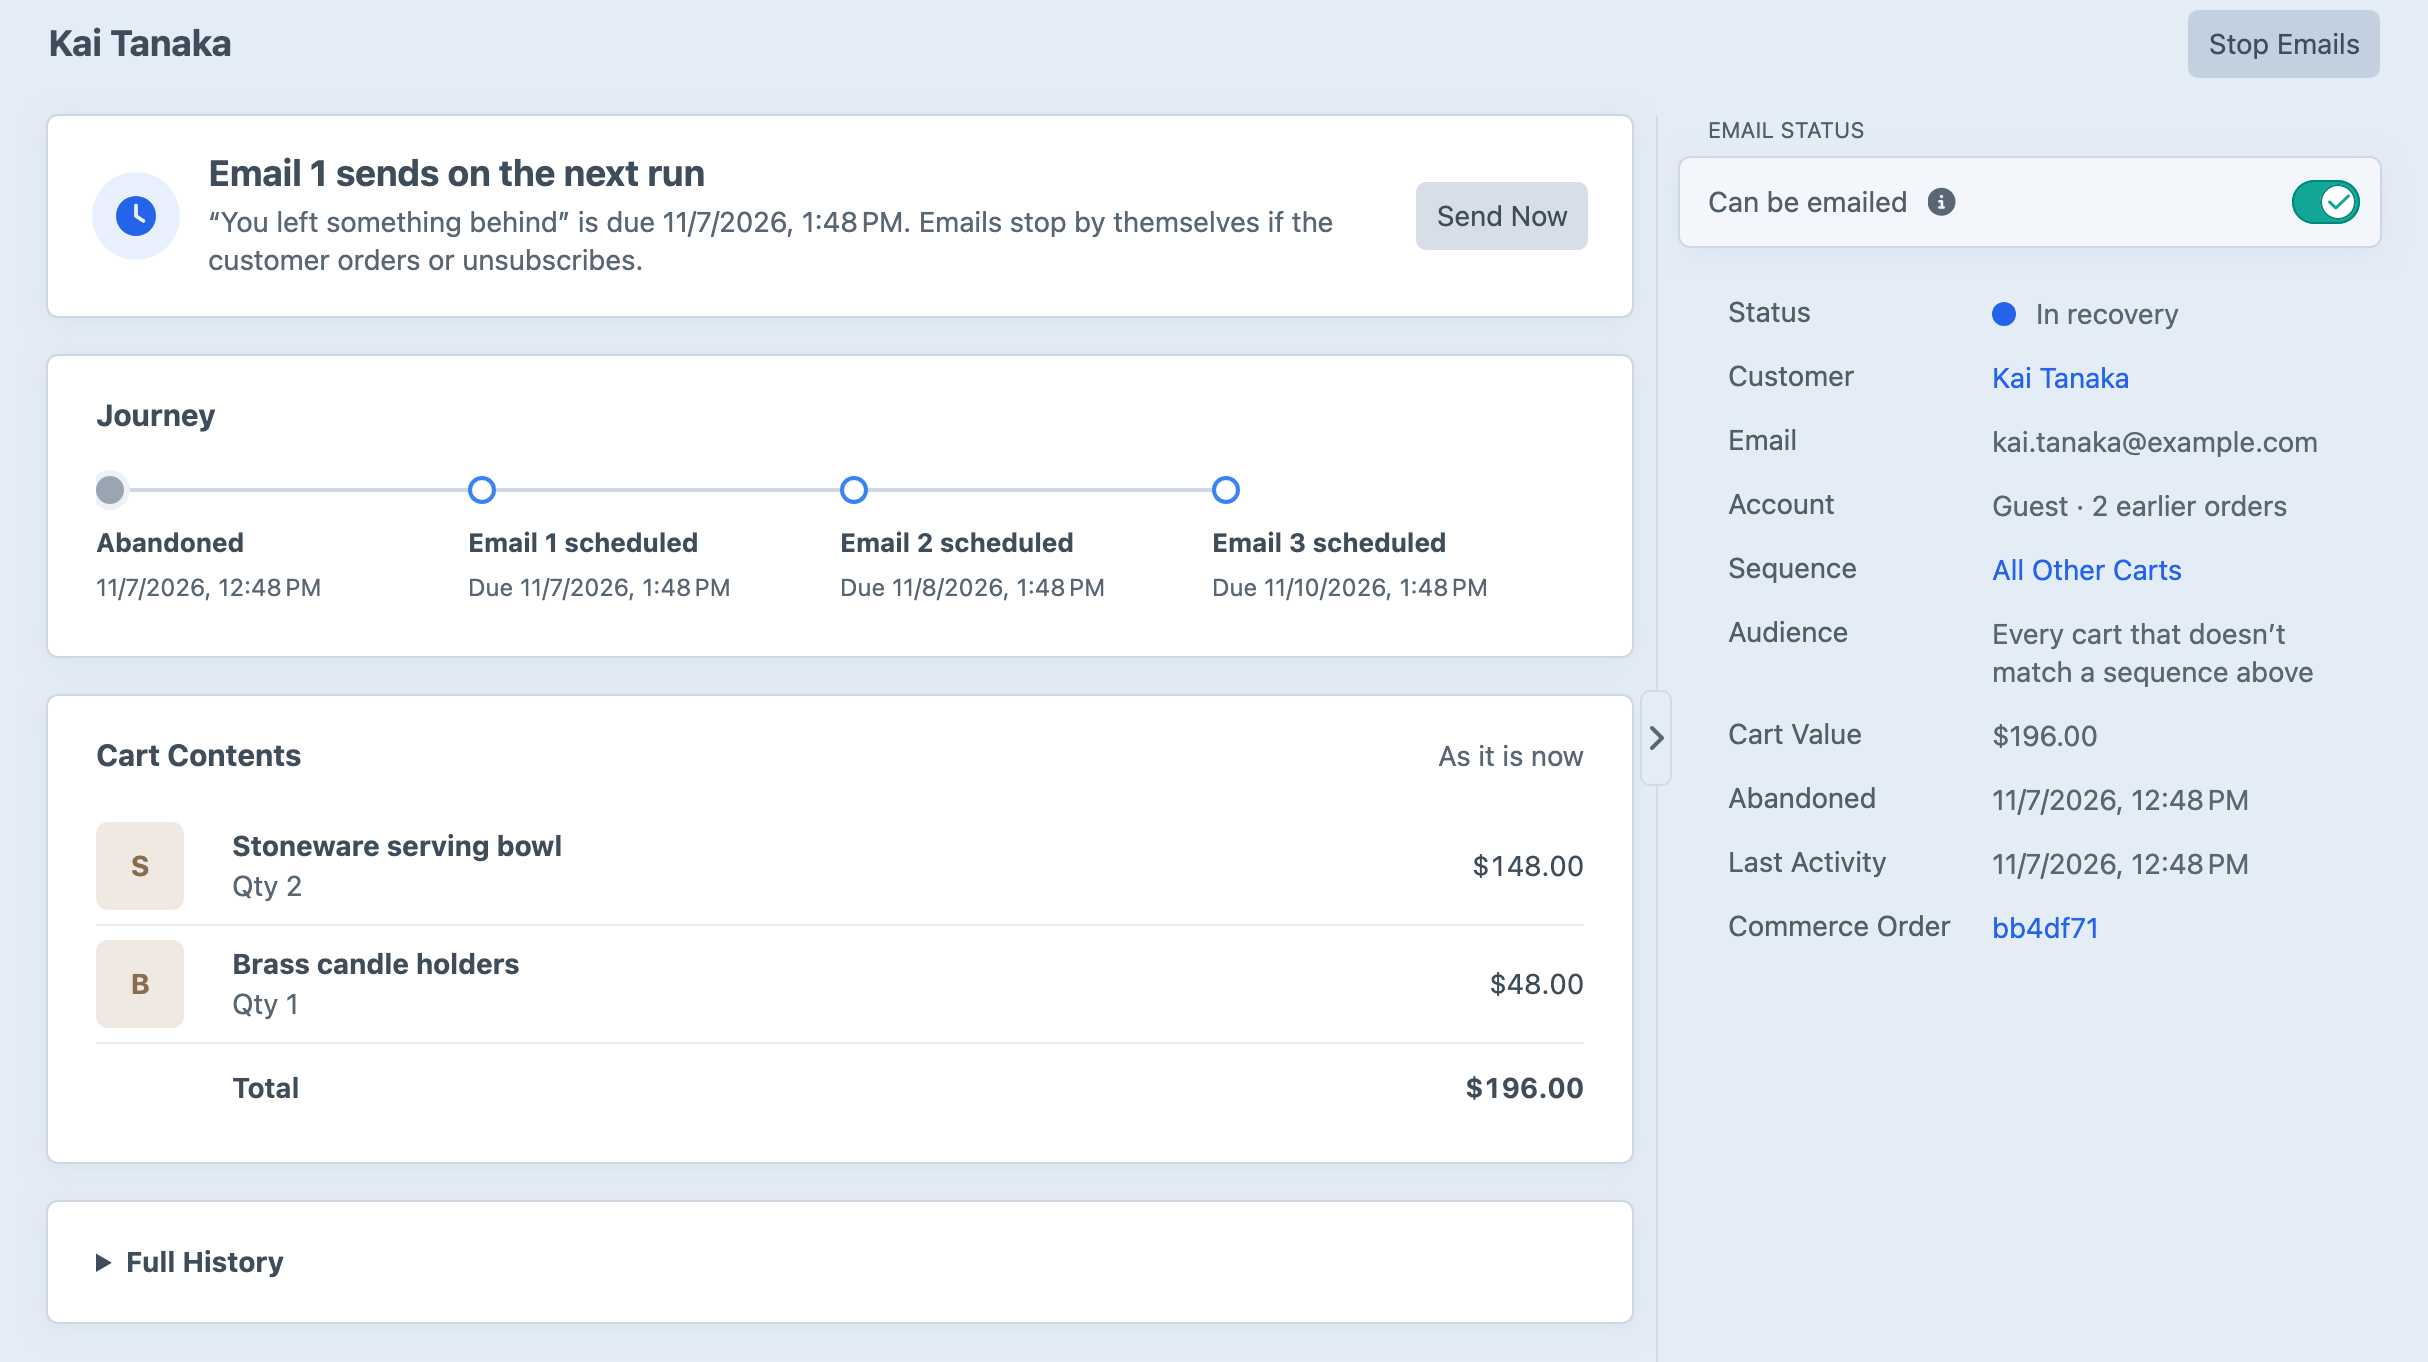 Kai Tanaka
Stop Emails
Email 1 sends on the next run
“You left something behind” is due 11/7/2026, 1:48 PM. Emails stop by themselves if the
customer orders or unsubscribes.
Send Now
Journey
Abandoned
11/7/2026, 12:48 PM
Email 1 scheduled
Due 11/7/2026, 1:48 PM
Email 2 scheduled
Due 11/8/2026, 1:48 PM
Email 3 scheduled
Due 11/10/2026, 1:48 PM
Cart Contents
As it is now
S
Stoneware serving bowl
Qty 2
$148.00
B
Brass candle holders
Qty 1
$48.00
Total
$196.00
Full History
EMAIL STATUS
Can be emailed
Status
In recovery
Customer
Kai Tanaka
Email
kai.tanaka@example.com
Account
Guest · 2 earlier orders
Sequence
All Other Carts
Audience
Every cart that doesn’t
match a sequence above
Cart Value
$196.00
Abandoned
11/7/2026, 12:48 PM
Last Activity
11/7/2026, 12:48 PM
Commerce Order
bb4df71